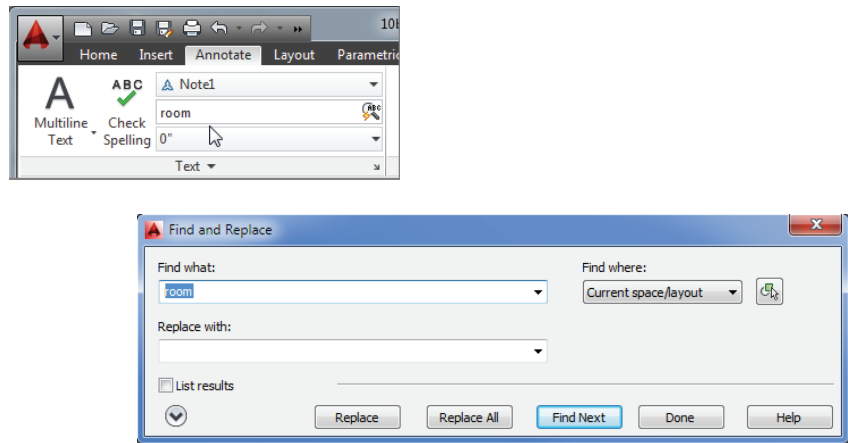 10
Home Insert Annotate Layout Parametric
A ABC Note1
room
Multiline Check
Text Spelling 0"
Text
Find and Replace
Find what: Find where:
room Current space/layout
Replace with:
List results
Replace Replace All Find Next Done Help